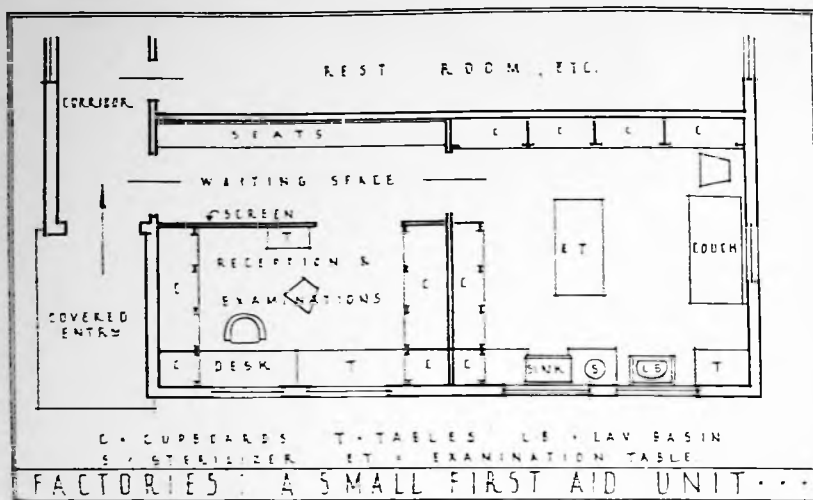 REST ROOM, ETC.
CORRIDOR
SEATS C C C C
WAITING SPACE
SCREEN
T
RECEPTION &
EXAMINATIONS
C C C
ET
COUCH
COVERED
ENTRY
C DESK T C C SINK S LB T
C - CUPBOARDS T - TABLES LB - LAV BASIN
S - STERILIZER ET - EXAMINATION TABLE
FACTORIES: A SMALL FIRST AID UNIT...